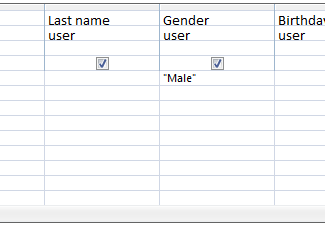 Last name
user
Gender
user
"Male"
Birthday
user